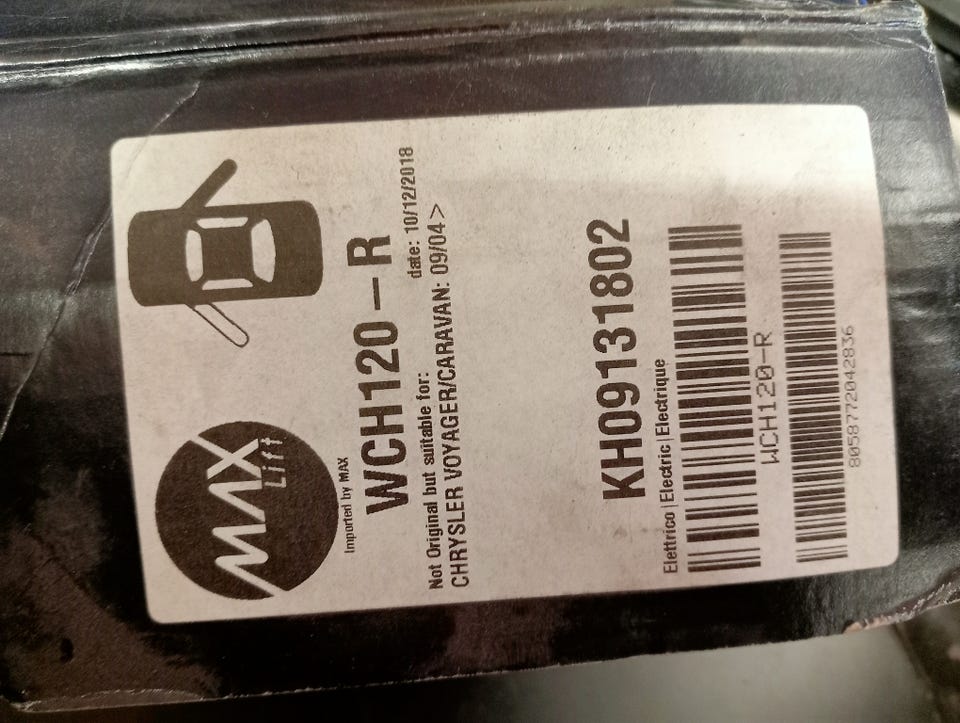 MAX
Lift
Imported by MAX
WCH120-R
date: 10/12/2018
Not Original but suitable for:
CHRYSLER VOYAGER/CARAVAN: 09/04>
KH09131802
Elettrico|Electric|Electrique
WCH120-R
8058772042836